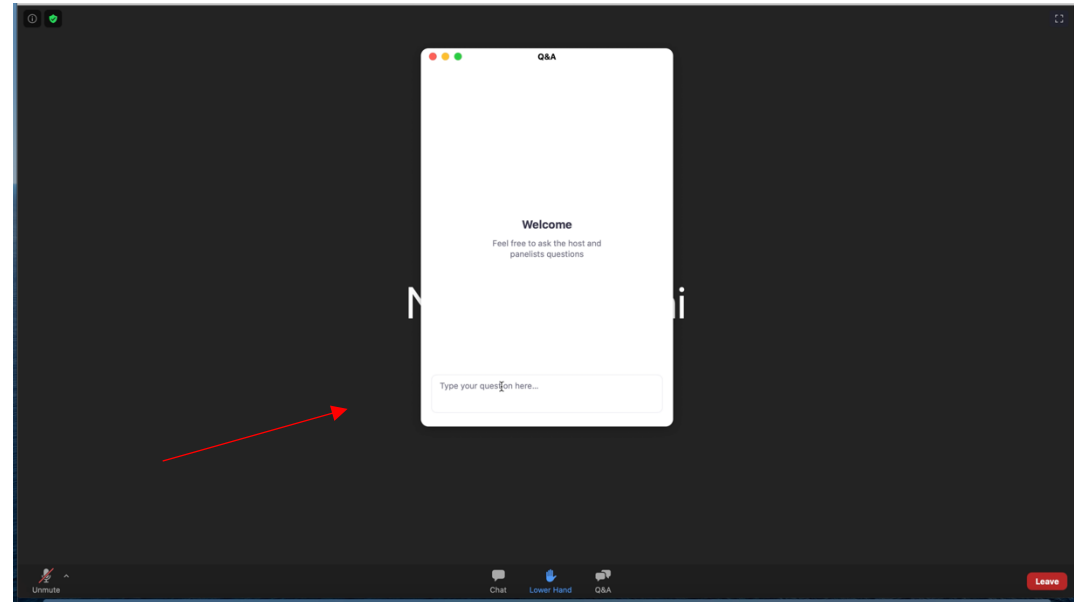 Q&A
Welcome
Feel free to ask the host and
panelists questions
Type your question here...
Unmute
Chat
Lower Hand
Q&A
Leave